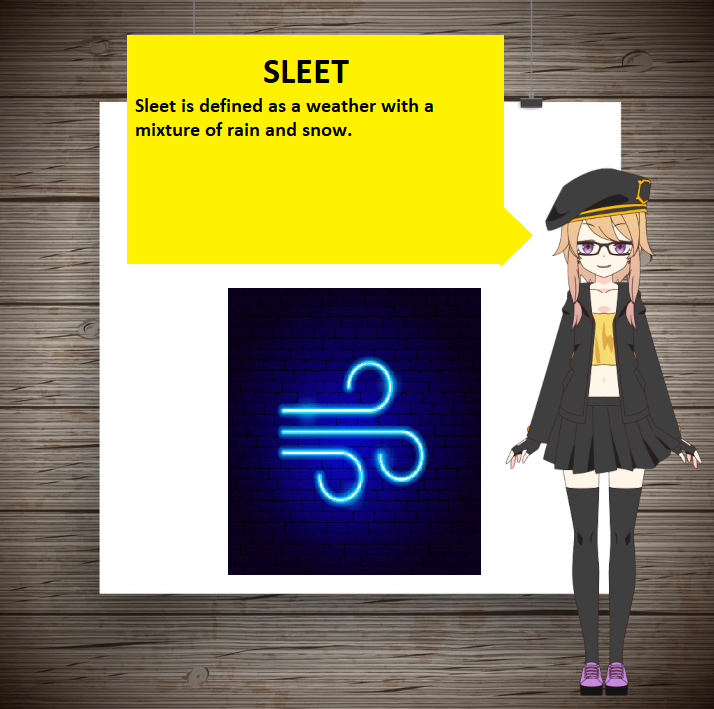 SLEET
Sleet is defined as a weather with a
mixture of rain and snow.